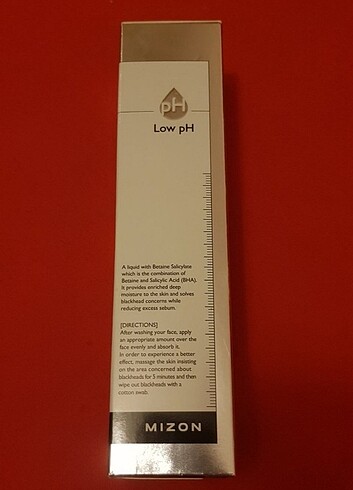 pH
Low pH
A liquid with Betaine Salicylate
which is the combination of
Betaine and Salicylic Acid (BHA).
It provides enriched deep
moisture to the skin and solves
blackhead concerns while
reducing excess sebum.
[DIRECTIONS]
After washing your face, apply
an appropriate amount over the
face evenly and absorb it.
In order to experience a better
effect, massage the skin insisting
on the area concerned about
blackheads for 5 minutes and then
wipe out blackheads with a
cotton swab.
MIZON